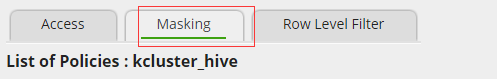 Access Masking Row Level Filter
List of Policies : kcluster_hive